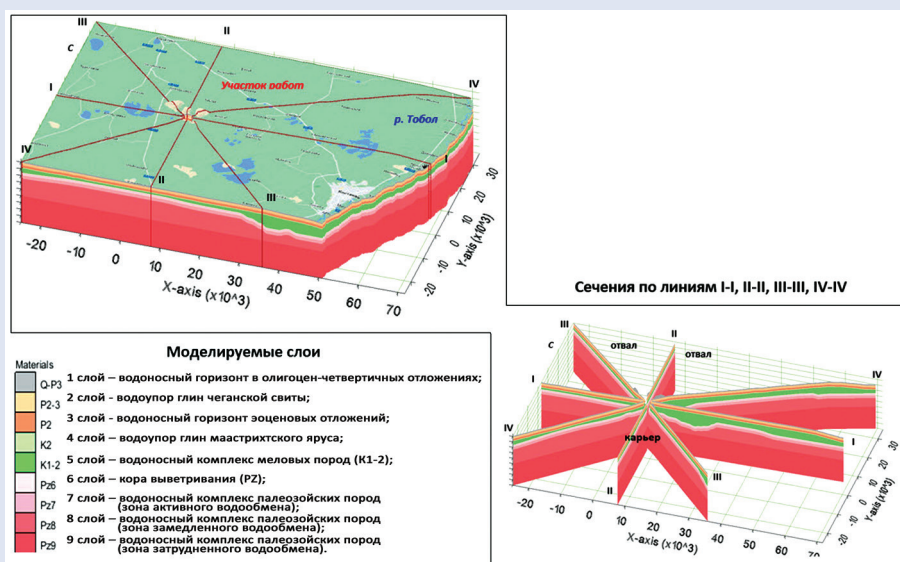 III
II
С
Участок работ
IV
I
р. Тобол
IV
I
II
III
-20
-10
0
10
20
30
40
50
60
70
X-axis (x10^3)
-20
-10
0
10
20
30
Y-axis (x10^3)
Сечения по линиям I-I, II-II, III-III, IV-IV
Моделируемые слои
Materials
Q-P3 1 слой – водоносный горизонт в олигоцен-четвертичных отложениях;
P2-3 2 слой - водоупор глин чеганской свиты;
P2 3 слой - водоносный горизонт эоценовых отложений;
K2 4 слой – водоупор глин маастрихтского яруса;
K1-2 5 слой – водоносный комплекс меловых пород (К1-2);
Pz6 6 слой – кора выветривания (PZ);
Pz7 7 слой - водоносный комплекс палеозойских пород
(зона активного водообмена);
Pz8 8 слой – водоносный комплекс палеозойских пород
(зона замедленного водообмена);
Pz9 9 слой – водоносный комплекс палеозойских пород
(зона затрудненного водообмена).
III
II
С
отвал
отвал
I
IV
IV
карьер
I
II
III
10
20
30
40
50
60
70
X-axis (x10^3)
-20
-10
0
10
20
30
Y-axis (x10^3)